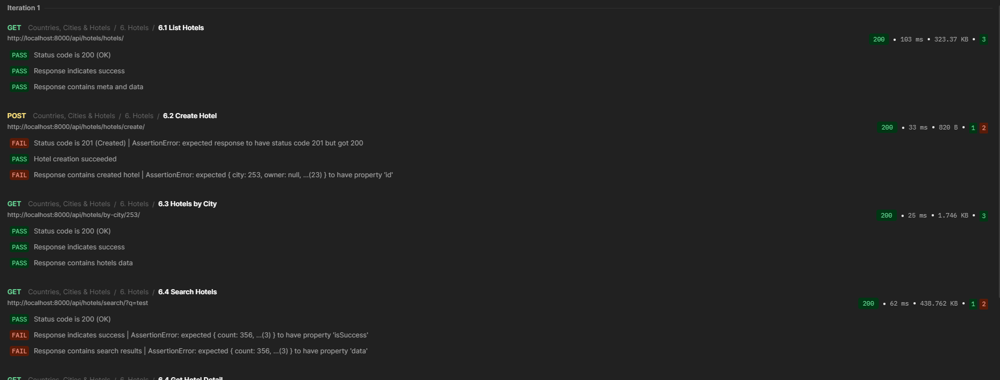 Iteration 1
GET Countries, Cities & Hotels / 6. Hotels / 6.1 List Hotels
http://localhost:8000/api/hotels/hotels/
200 • 103 ms • 323.37 KB • 3
PASS Status code is 200 (OK)
PASS Response indicates success
PASS Response contains meta and data
POST Countries, Cities & Hotels / 6. Hotels / 6.2 Create Hotel
http://localhost:8000/api/hotels/hotels/create/
200 • 33 ms • 820 B • 1 2
FAIL Status code is 201 (Created) | AssertionError: expected response to have status code 201 but got 200
PASS Hotel creation succeeded
FAIL Response contains created hotel | AssertionError: expected { city: 253, owner: null, …(23) } to have property 'id'
GET Countries, Cities & Hotels / 6. Hotels / 6.3 Hotels by City
http://localhost:8000/api/hotels/by-city/253/
200 • 25 ms • 1.746 KB • 3
PASS Status code is 200 (OK)
PASS Response indicates success
PASS Response contains hotels data
GET Countries, Cities & Hotels / 6. Hotels / 6.4 Search Hotels
http://localhost:8000/api/hotels/search/?q=test
200 • 62 ms • 438.762 KB • 1 2
PASS Status code is 200 (OK)
FAIL Response indicates success | AssertionError: expected { count: 356, …(3) } to have property 'isSuccess'
FAIL Response contains search results | AssertionError: expected { count: 356, …(3) } to have property 'data'
GET Countries, Cities & Hotels / 6. Hotels / 6.4 Get Hotel Detail